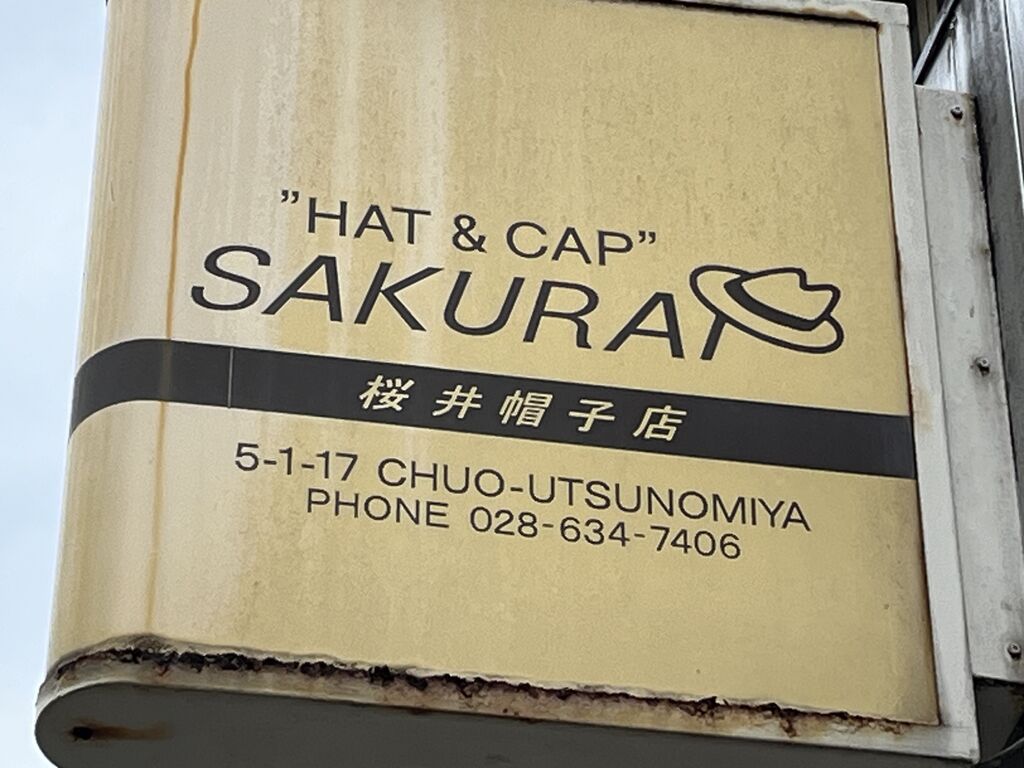 ”HAT & CAP”
SAKURAI
桜井帽子店
5-1-17 CHUO-UTSUNOMIYA
PHONE 028-634-7406